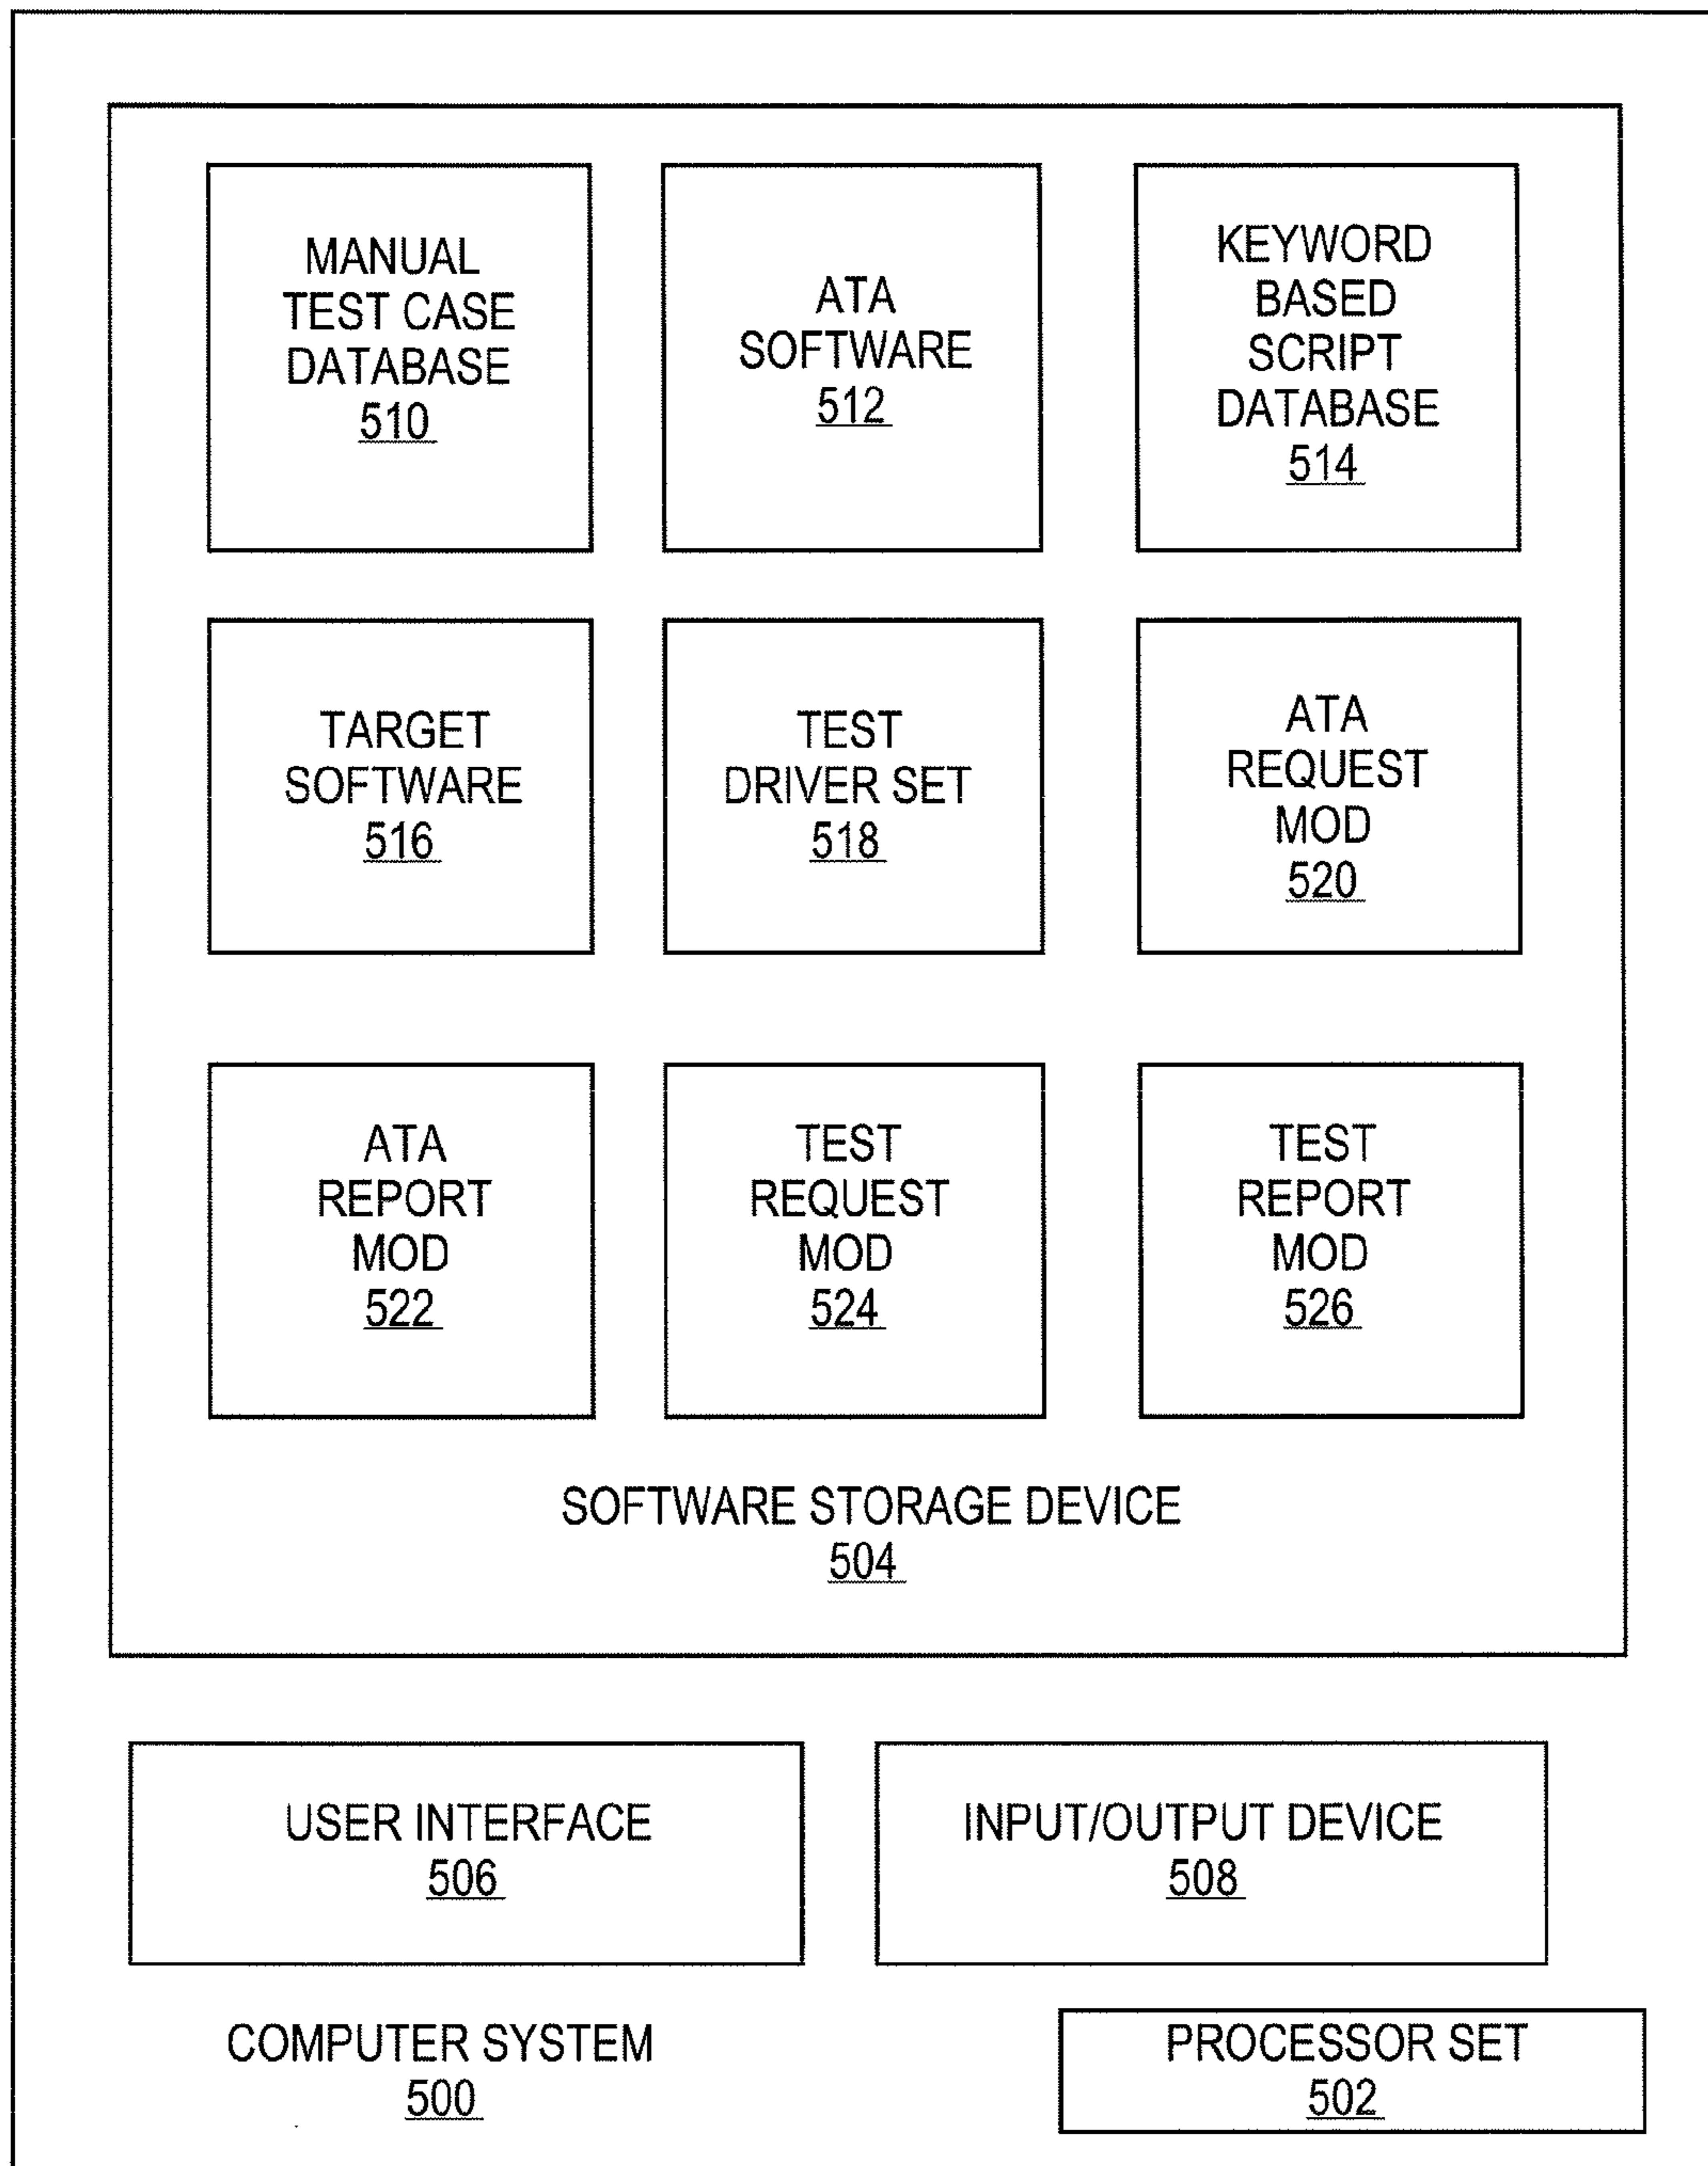 MANUAL
TEST CASE
DATABASE
510
ATA
SOFTWARE
512
KEYWORD
BASED
SCRIPT
DATABASE
514
TARGET
SOFTWARE
516
TEST
DRIVER SET
518
ATA
REQUEST
MOD
520
ATA
REPORT
MOD
522
TEST
REQUEST
MOD
524
TEST
REPORT
MOD
526
SOFTWARE STORAGE DEVICE
504
USER INTERFACE
506
INPUT/OUTPUT DEVICE
508
COMPUTER SYSTEM
500
PROCESSOR SET
502